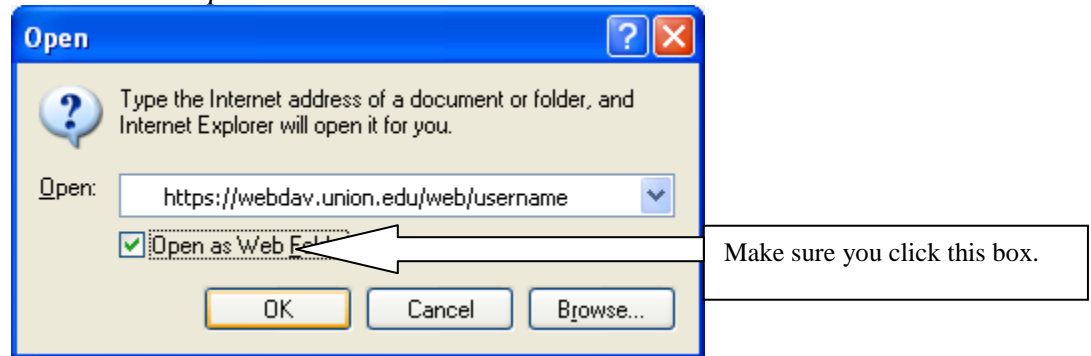 Open
Type the Internet address of a document or folder, and
Internet Explorer will open it for you.
Open: https://webdav.union.edu/web/username
Open as Web
Make sure you click this box.
OK Cancel Browse...